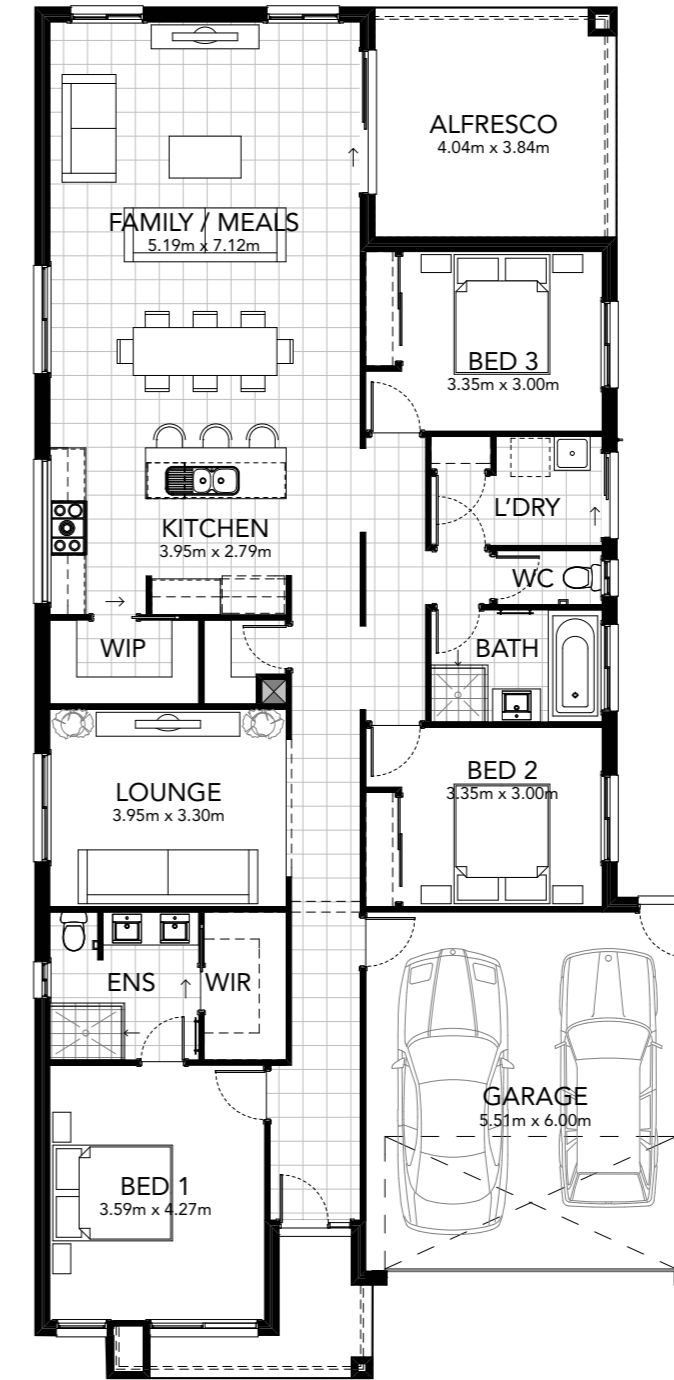 ALFRESCO
4.04m x 3.84m
FAMILY / MEALS
5.19m x 7.12m
BED 3
3.35m x 3.00m
L'DRY
KITCHEN
3.95m x 2.79m
WC
WIP
BATH
LOUNGE
3.95m x 3.30m
BED 2
3.35m x 3.00m
ENS
WIR
GARAGE
5.51m x 6.00m
BED 1
3.59m x 4.27m